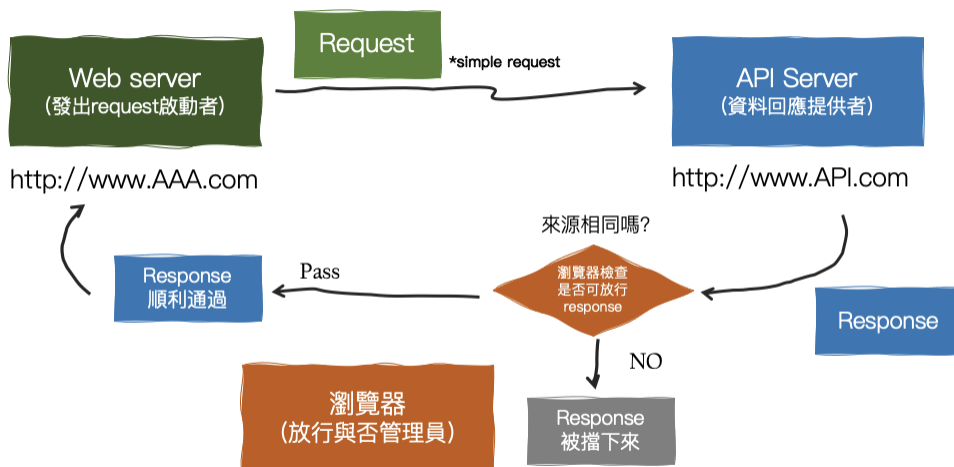 Request
*simple request
Web server
(發出request啟動者)
API Server
(資料回應提供者)
http://www.AAA.com
http://www.API.com
來源相同嗎?
瀏覽器檢查
是否可放行
response
Pass
Response
順利通過
Response
NO
瀏覽器
(放行與否管理員)
Response
被擋下來